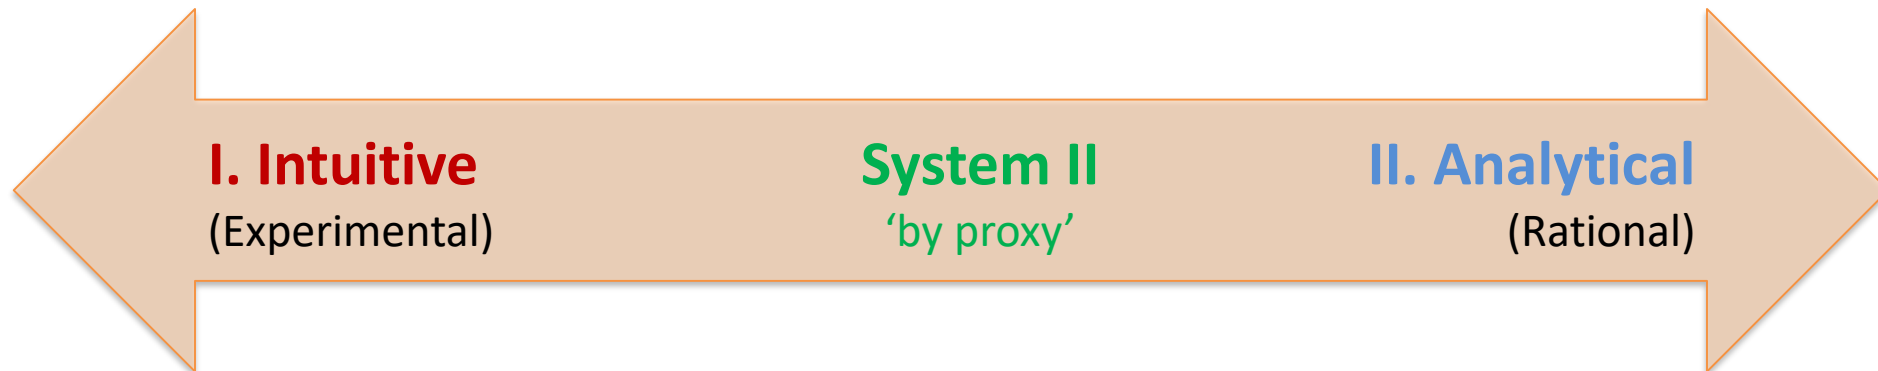 I. Intuitive
(Experimental)
System II
‘by proxy’
II. Analytical
(Rational)